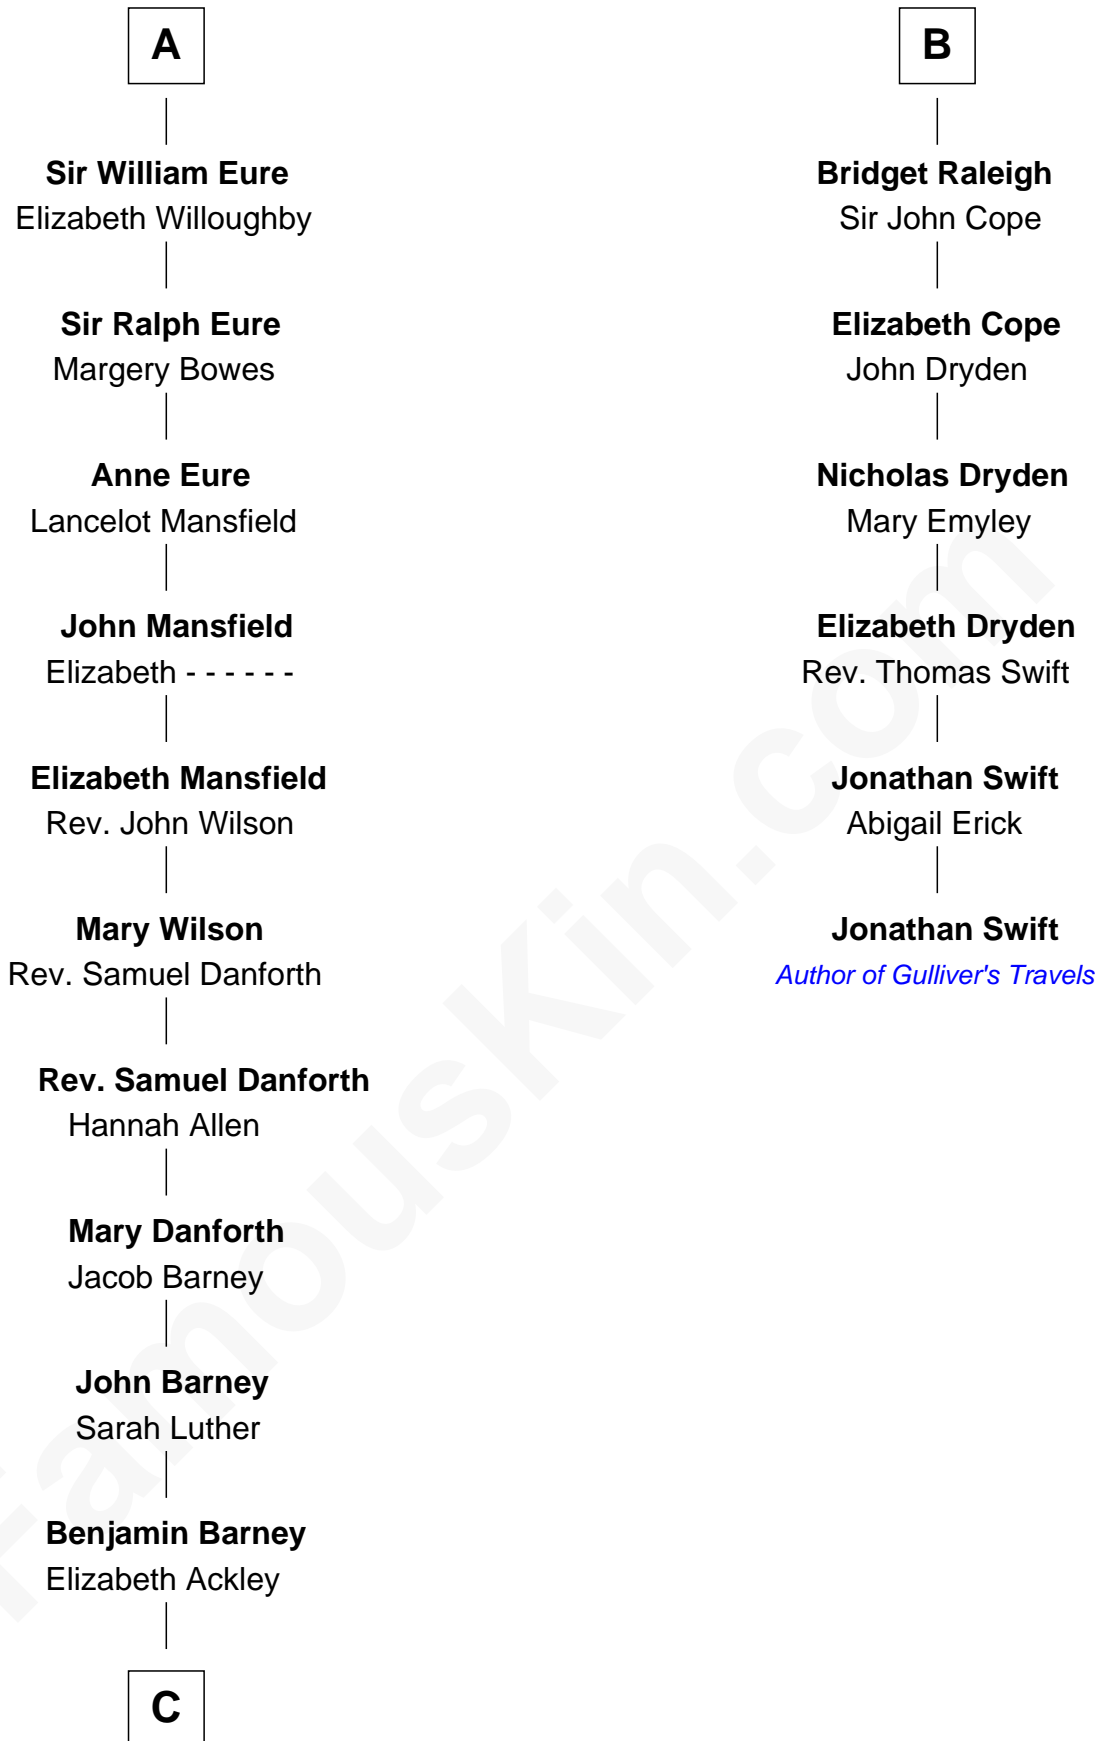 A
Sir William Eure
Elizabeth Willoughby
Sir Ralph Eure
Margery Bowes
Anne Eure
Lancelot Mansfield
John Mansfield
Elizabeth - - - - - -
Elizabeth Mansfield
Rev. John Wilson
Mary Wilson
Rev. Samuel Danforth
Rev. Samuel Danforth
Hannah Allen
Mary Danforth
Jacob Barney
John Barney
Sarah Luther
Benjamin Barney
Elizabeth Ackley
C
B
Bridget Raleigh
Sir John Cope
Elizabeth Cope
John Dryden
Nicholas Dryden
Mary Emyley
Elizabeth Dryden
Rev. Thomas Swift
Jonathan Swift
Abigail Erick
Jonathan Swift
Author of Gulliver's Travels
FamousKin.com